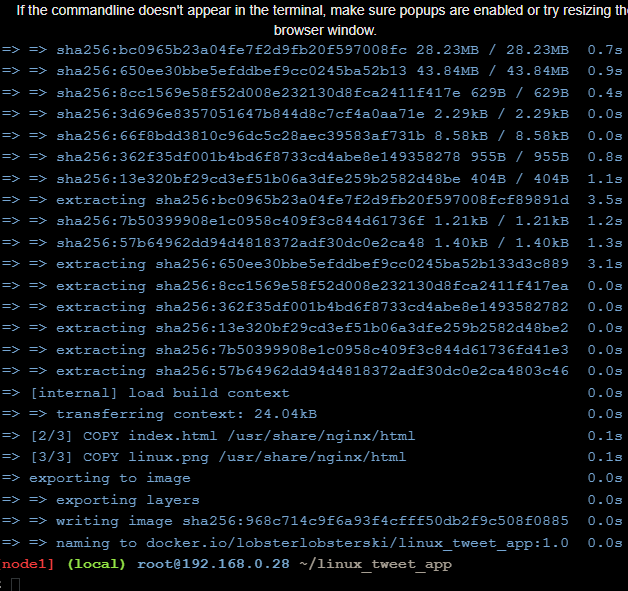 If the commandline doesn't appear in the terminal, make sure popups are enabled or try resizing the
browser window.
=> => sha256:bc0965b23a04fe7f2d9fb20f597008fc 28.23MB / 28.23MB 0.7s
=> => sha256:650ee30bbe5efddbef9cc0245ba52b13 43.84MB / 43.84MB 0.9s
=> => sha256:8cc1569e58f52d008e232130d8fca2411f417e 629B / 629B 0.4s
=> => sha256:3d696e8357051647b844d8c7cf4a0aa71e 2.29kB / 2.29kB 0.0s
=> => sha256:66f8bdd3810c96dc5c28aec39583af731b 8.58kB / 8.58kB 0.0s
=> => sha256:362f35df001b4bd6f8733cd4abe8e149358278 955B / 955B 0.8s
=> => sha256:13e320bf29cd3ef51b06a3dfe259b2582d48be 404B / 404B 1.1s
=> => extracting sha256:bc0965b23a04fe7f2d9fb20f597008fcf89891d 3.5s
=> => sha256:7b50399908e1c0958c409f3c844d61736f 1.21kB / 1.21kB 1.2s
=> => sha256:57b64962dd94d4818372adf30dc0e2ca48 1.40kB / 1.40kB 1.3s
=> => extracting sha256:650ee30bbe5efddbef9cc0245ba52b133d3c889 3.1s
=> => extracting sha256:8cc1569e58f52d008e232130d8fca2411f417ea 0.0s
=> => extracting sha256:362f35df001b4bd6f8733cd4abe8e1493582782 0.0s
=> => extracting sha256:13e320bf29cd3ef51b06a3dfe259b2582d48be2 0.0s
=> => extracting sha256:7b50399908e1c0958c409f3c844d61736fd41e3 0.0s
=> => extracting sha256:57b64962dd94d4818372adf30dc0e2ca4803c46 0.0s
=> [internal] load build context 0.0s
=> => transferring context: 24.04kB 0.0s
=> [2/3] COPY index.html /usr/share/nginx/html 0.1s
=> [3/3] COPY linux.png /usr/share/nginx/html 0.1s
=> exporting to image 0.0s
=> => exporting layers 0.0s
=> => writing image sha256:968c714c9f6a93f4cfff50db2f9c508f0885 0.0s
=> => naming to docker.io/lobsterlobsterski/linux_tweet_app:1.0 0.0s
node1] (local) root@192.168.0.28 ~/linux_tweet_app